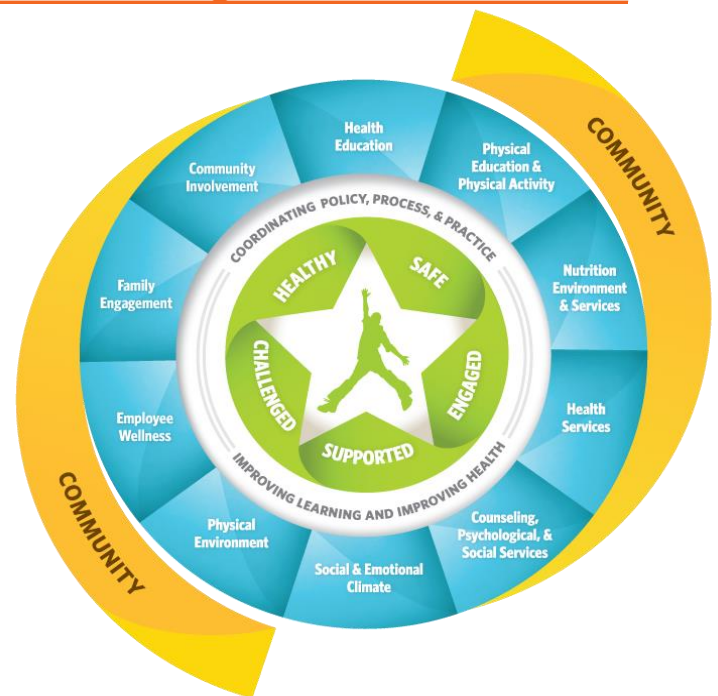 COMMUNITY
Health
Education
Physical
Education &
Physical Activity
Nutrition
Environment
& Services
Health
Services
Counseling,
Psychological, &
Social Services
Social & Emotional
Climate
Physical
Environment
Employee
Wellness
Family
Engagement
Community
Involvement
COORDINATING POLICY, PROCESS, & PRACTICE
HEALTHY
SAFE
ENGAGED
SUPPORTED
CHALLENGED
IMPROVING LEARNING AND IMPROVING HEALTH
COMMUNITY